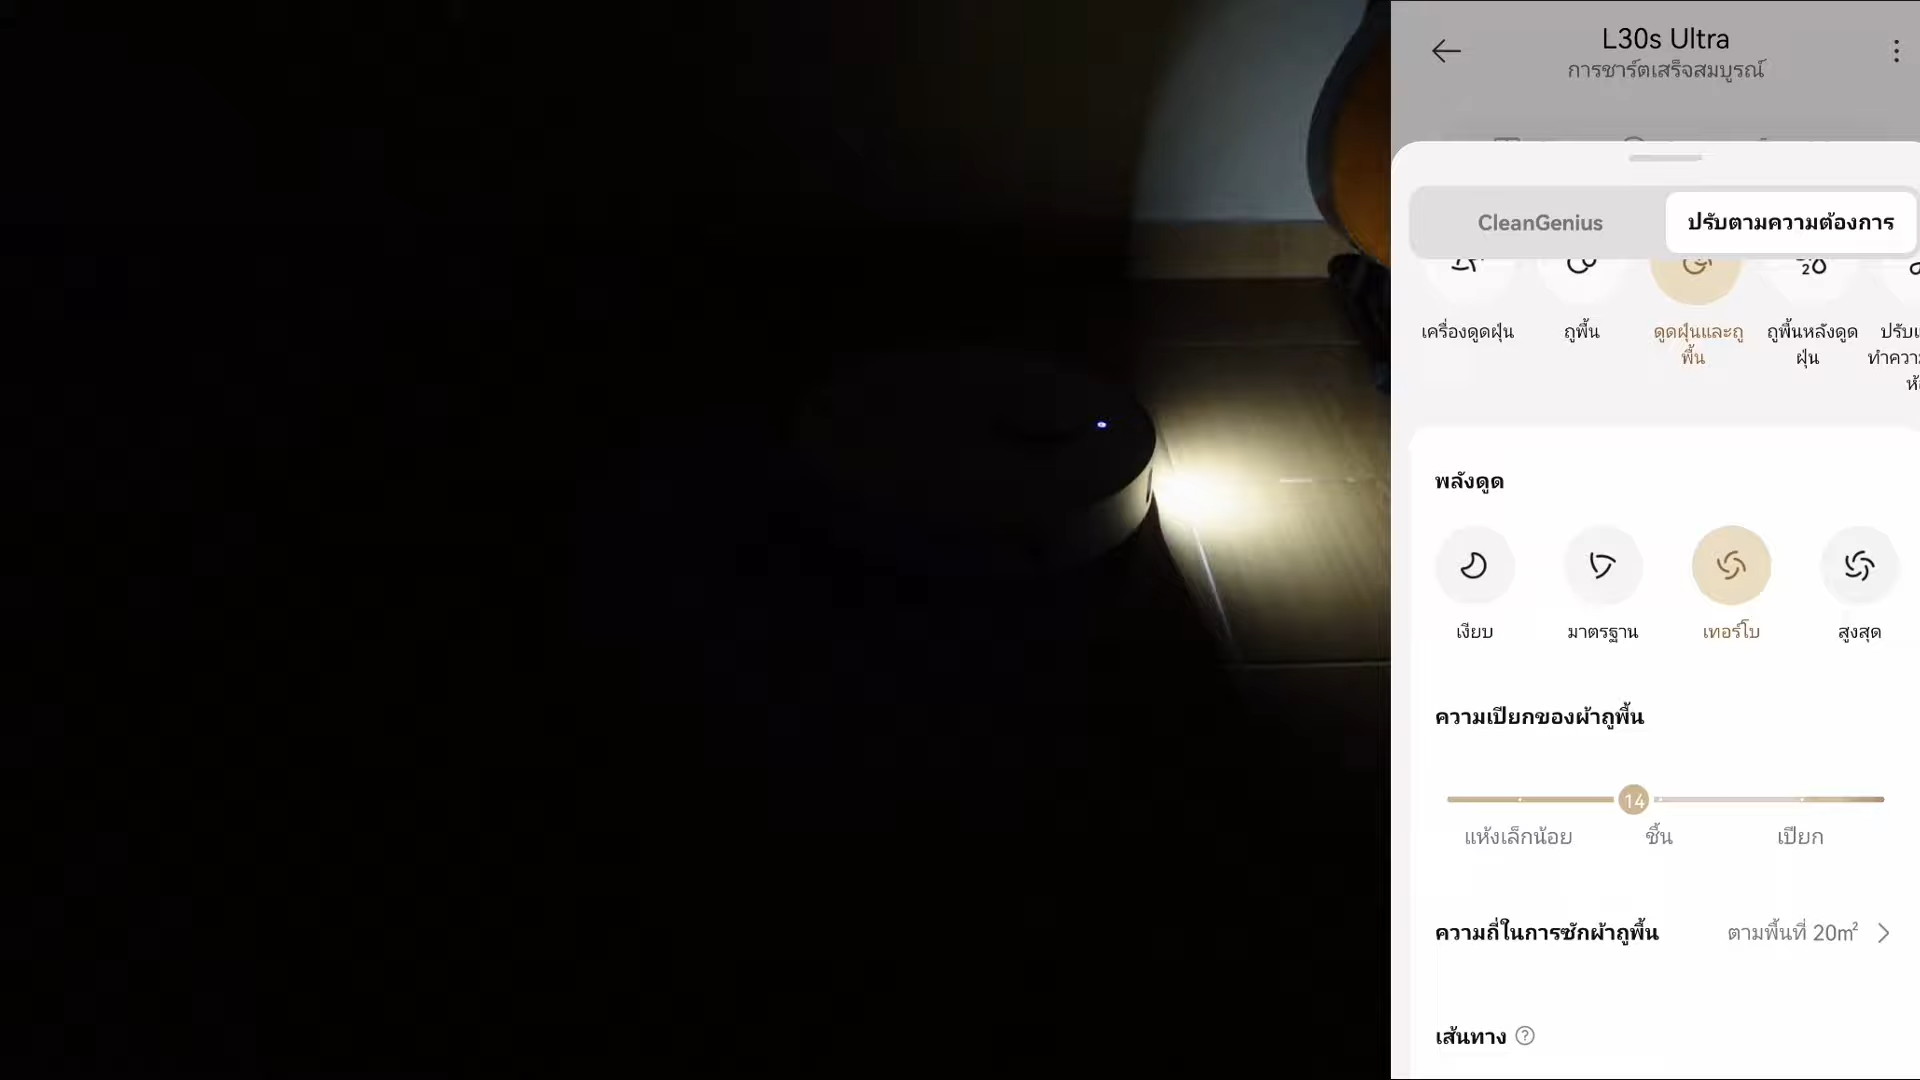 L30s Ultra
การชาร์ตเสร็จสมบูรณ์
CleanGenius
ปรับตามความต้องการ
เครื่องดูดฝุ่น
ถูพื้น
ดูดฝุ่นและถู
พื้น
ถูพื้นหลังดูด
ฝุ่น
พลังดูด
เงียบ
มาตรฐาน
เทอร์โบ
สูงสุด
ความเปียกของผ้าถูพื้น
14
แห้งเล็กน้อย
ชื้น
เปียก
ความถี่ในการซักผ้าถูพื้น
ตามพื้นที่ 20㎡
เส้นทาง